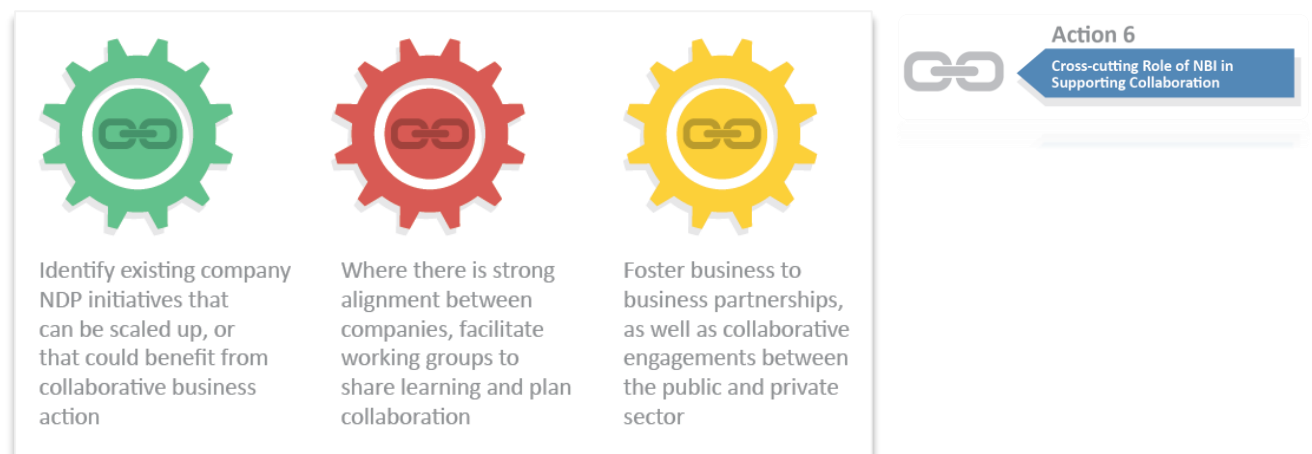 Action 6
Cross-cutting Role of NBI in
Supporting Collaboration
Identify existing company
NDP initiatives that
can be scaled up, or
that could benefit from
collaborative business
action
Where there is strong
alignment between
companies, facilitate
working groups to
share learning and plan
collaboration
Foster business to
business partnerships,
as well as collaborative
engagements between
the public and private
sector